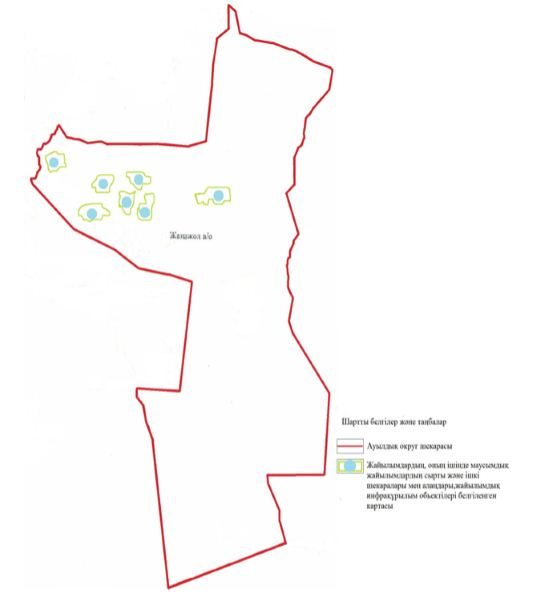 Жаңажол а/о
Шартты белгілер және таңбалар
Ауылдық округ шекарасы
Жайылымдардың, оның ішінде маусымдық
жайылымдардың сыртқы және ішкі
шекаралары мен алаңдары,жайылымдық
инфрақұрылым объектілері белгіленген
картасы